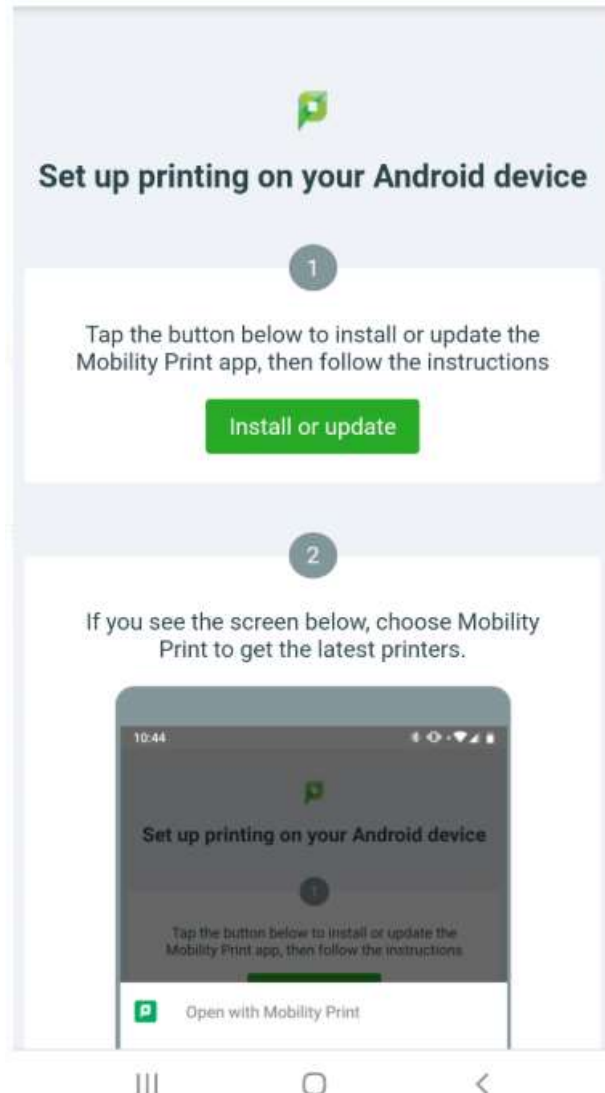 Set up printing on your Android device
1
Tap the button below to install or update the
Mobility Print app, then follow the instructions
Install or update
2
If you see the screen below, choose Mobility
Print to get the latest printers.
10:44
Set up printing on your Android device
1
Tap the button below to install or update the
Mobility Print app, then follow the instructions
Open with Mobility Print